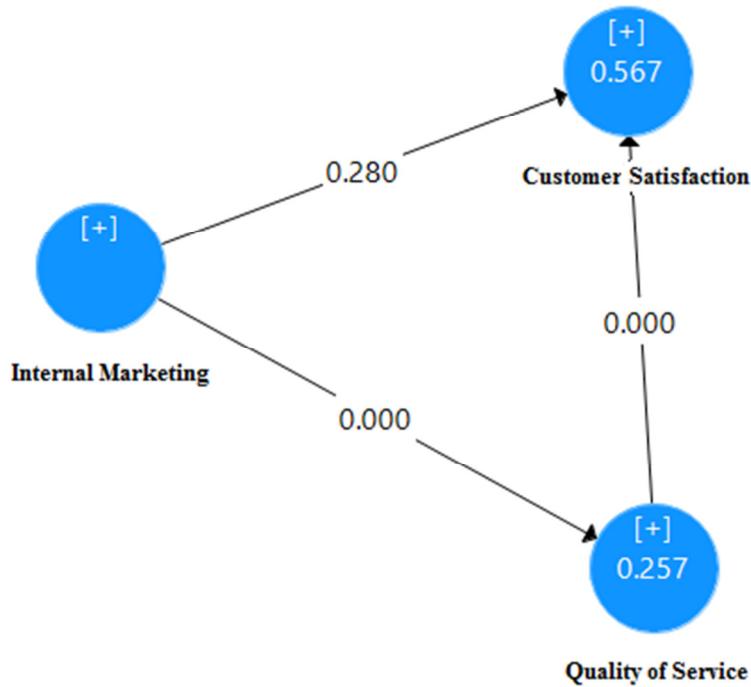 [+]
0.567
Customer Satisfaction
0.280
[+]
Internal Marketing
0.000
0.000
[+]
0.257
Quality of Service